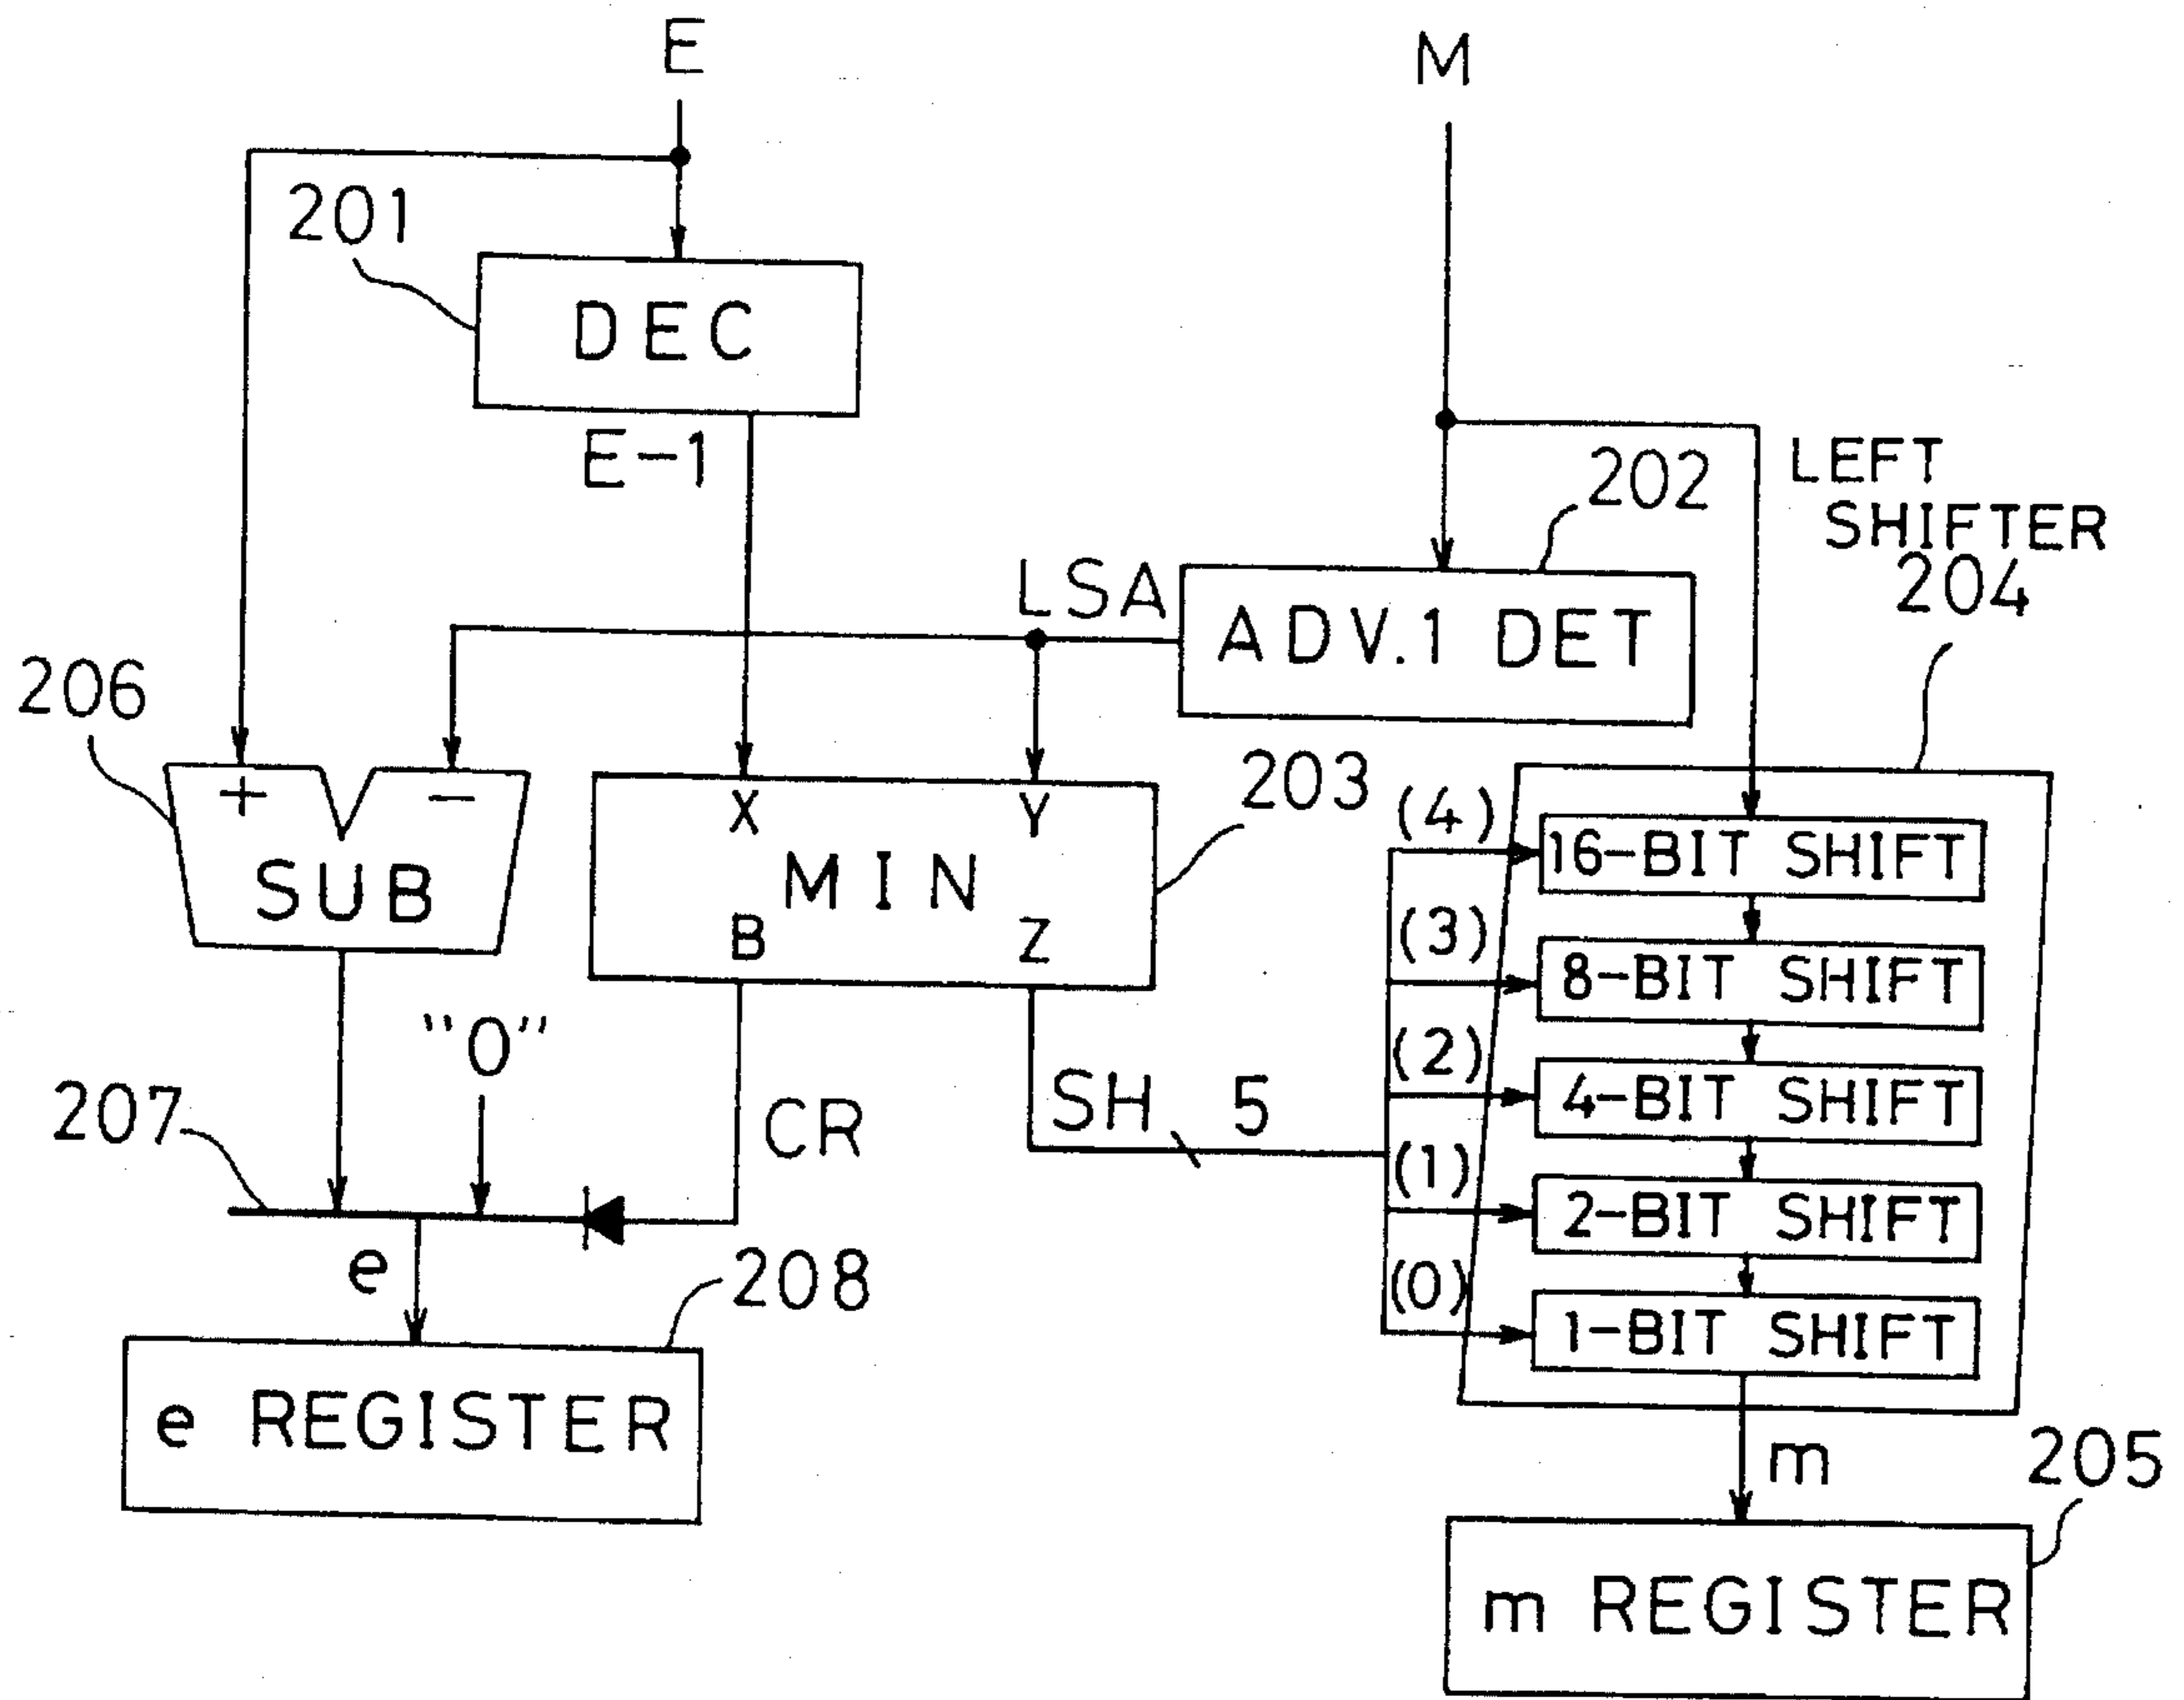 E
M
201
DEC
E-1
202
LEFT
SHIFTER
204
LSA
ADV.1 DET
206
+
-
SUB
X
Y
MIN
B
Z
203
(4)
16-BIT SHIFT
(3)
8-BIT SHIFT
(2)
4-BIT SHIFT
(1)
2-BIT SHIFT
(0)
1-BIT SHIFT
"0"
207
CR
SH
5
e
208
e REGISTER
m
205
m REGISTER